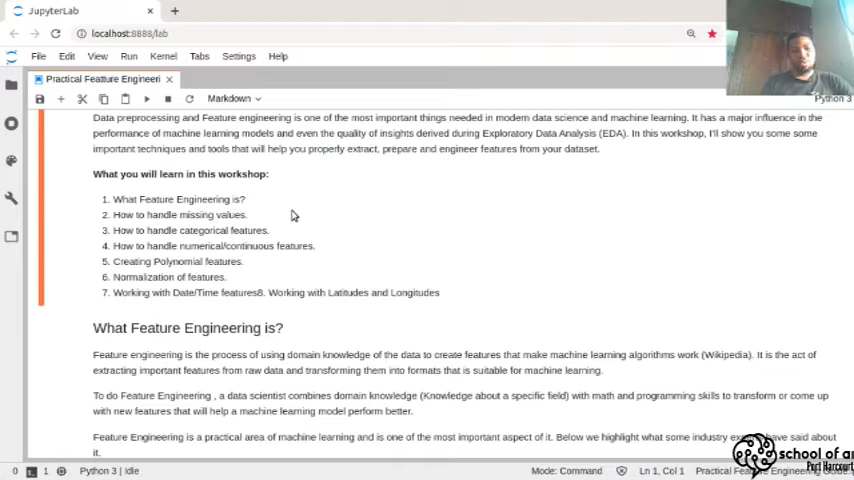 JupyterLab
localhost:8888/lab
File Edit View Run Kernel Tabs Settings Help
Practical Featture Engineeri
Markdown
Python 3
Data preprocessing and Feature engineering is one of the most important things needed in modern data science and machine learning. It has a major influence in the
performance of machine learning models and even the quality of insights derived during Exploratory Data Analysis (EDA). In this workshop, I'll show you some some
important techniques and tools that will help you properly extract, prepare and engineer features from your dataset.
What you will learn in this workshop:
1. What Feature Engineering is?
2. How to handle missing values.
3. How to handle categorical features.
4. How to handle numerical/continuous features.
5. Creating Polynomial features.
6. Normalization of features.
7. Working with Date/Time features8. Working with Latitudes and Longitudes
What Feature Engineering is?
Feature engineering is the process of using domain knowledge of the data to create features that make machine learning algorithms work (Wikipedia). It is the act of
extracting important features from raw data and transforming them into formats that is suitable for machine learning.
To do Feature Engineering , a data scientist combines domain knowledge (Knowledge about a specific field) with math and programming skills to transform or come up
with new features that will help a machine learning model perform better.
Feature Engineering is a practical area of machine learning and is one of the most important aspect of it. Below we highlight what some industry have said about
it.
school of a
Port Harcourt
0 1 Python 3 | Idle Mode: Command Ln 1, Col 1 Practical Engineering